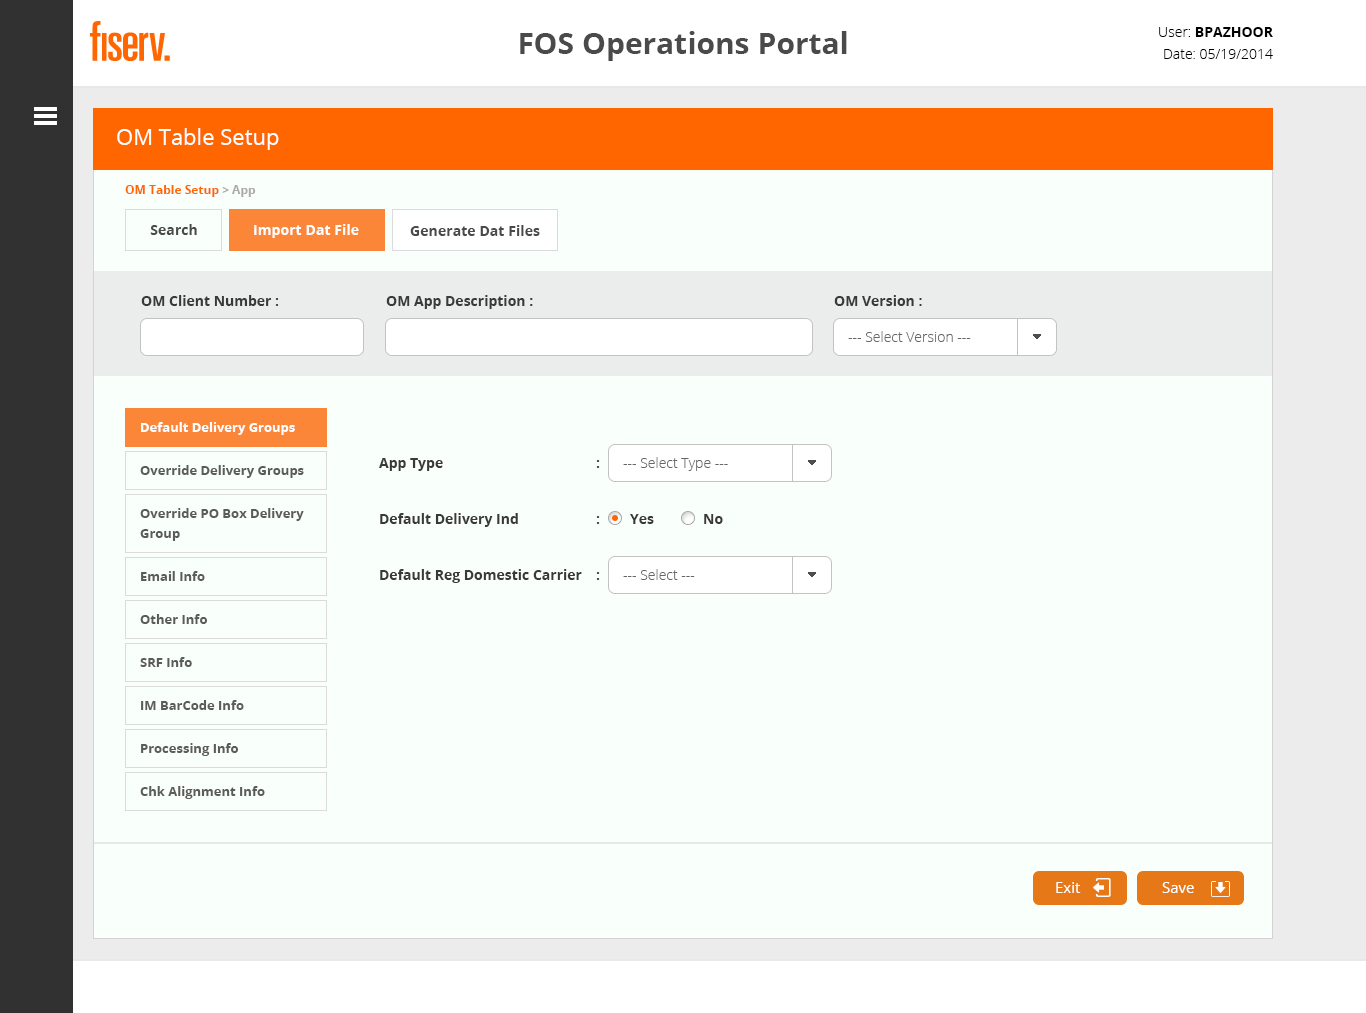 fiserv.
FOS Operations Portal
User: BPAZHOOR
Date: 05/19/2014
OM Table Setup
OM Table Setup > App
Search
Import Dat File
Generate Dat Files
OM Client Number :
OM App Description :
OM Version :
--- Select Version ---
Default Delivery Groups
Override Delivery Groups
Override PO Box Delivery
Group
Email Info
Other Info
SRF Info
IM BarCode Info
Processing Info
Chk Alignment Info
App Type : --- Select Type ---
Default Delivery Ind : Yes No
Default Reg Domestic Carrier : --- Select ---
Exit
Save